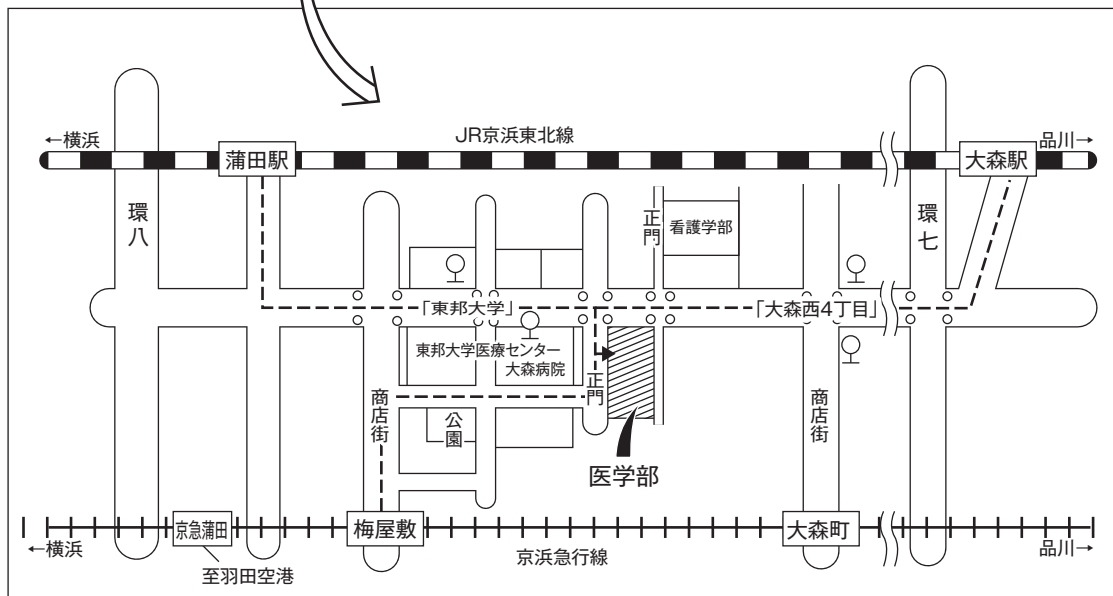 JR京浜東北線
←横浜
品川→
蒲田駅
大森駅
環八
環七
正門
看護学部
「東邦大学」
「大森西4丁目」
東邦大学医療センター
大森病院
正門
商店街
公園
商店街
医学部
京急蒲田
梅屋敷
大森町
←横浜
京浜急行線
品川→
至羽田空港